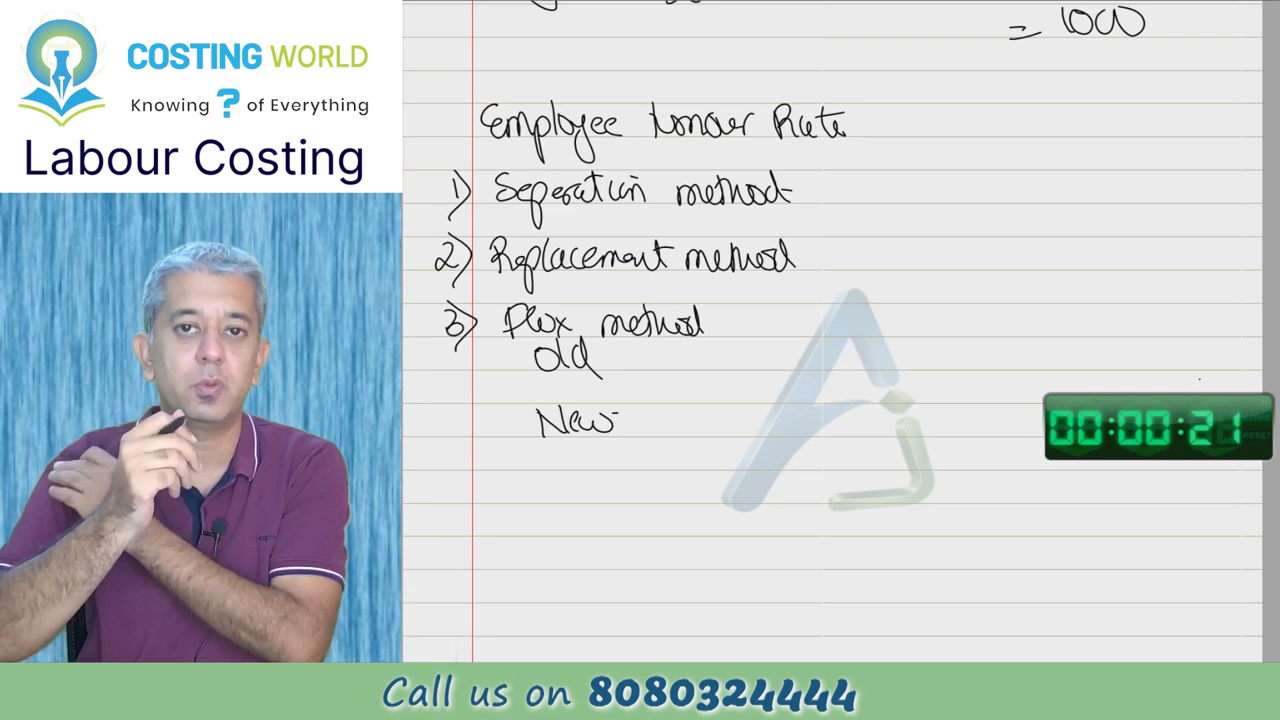 COSTING WORLD
Knowing ? of Everything
Labour Costing
= 1000
Employee turnover Rate
1) Seperation method
2) Replacement method
3) Flux method
Old
New
00:00:21
RESET
Call us on 8080324444